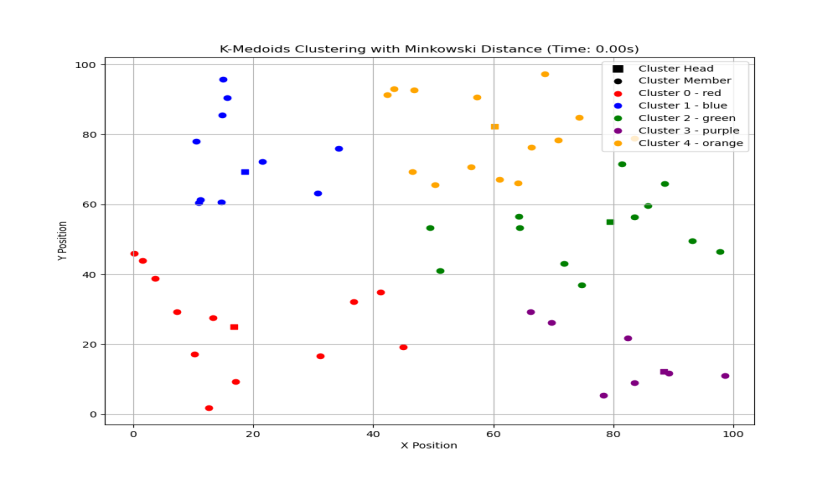 K-Medoids Clustering with Minkowski Distance (Time: 0.00s)
Cluster Head
Cluster Member
Cluster 0 - red
Cluster 1 - blue
Cluster 2 - green
Cluster 3 - purple
Cluster 4 - orange
Y Position
100
80
60
40
20
0
0 20 40 60 80 100
X Position